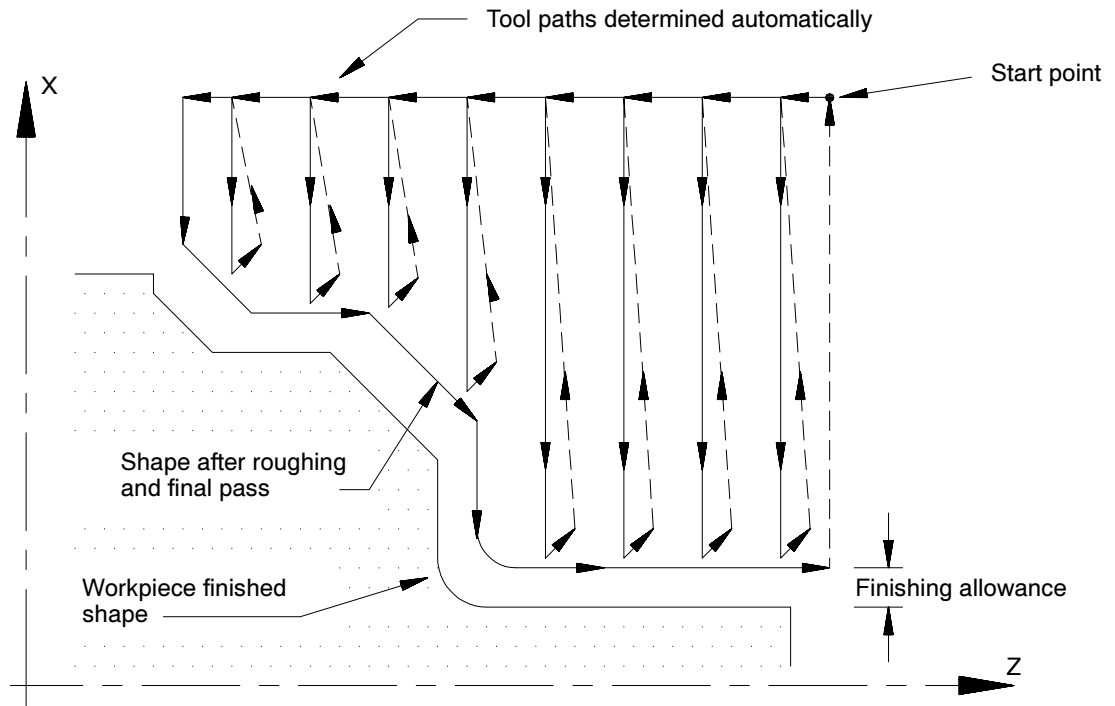 Tool paths determined automatically
X
Start point
Shape after roughing
and final pass
Workpiece finished
shape
Finishing allowance
Z